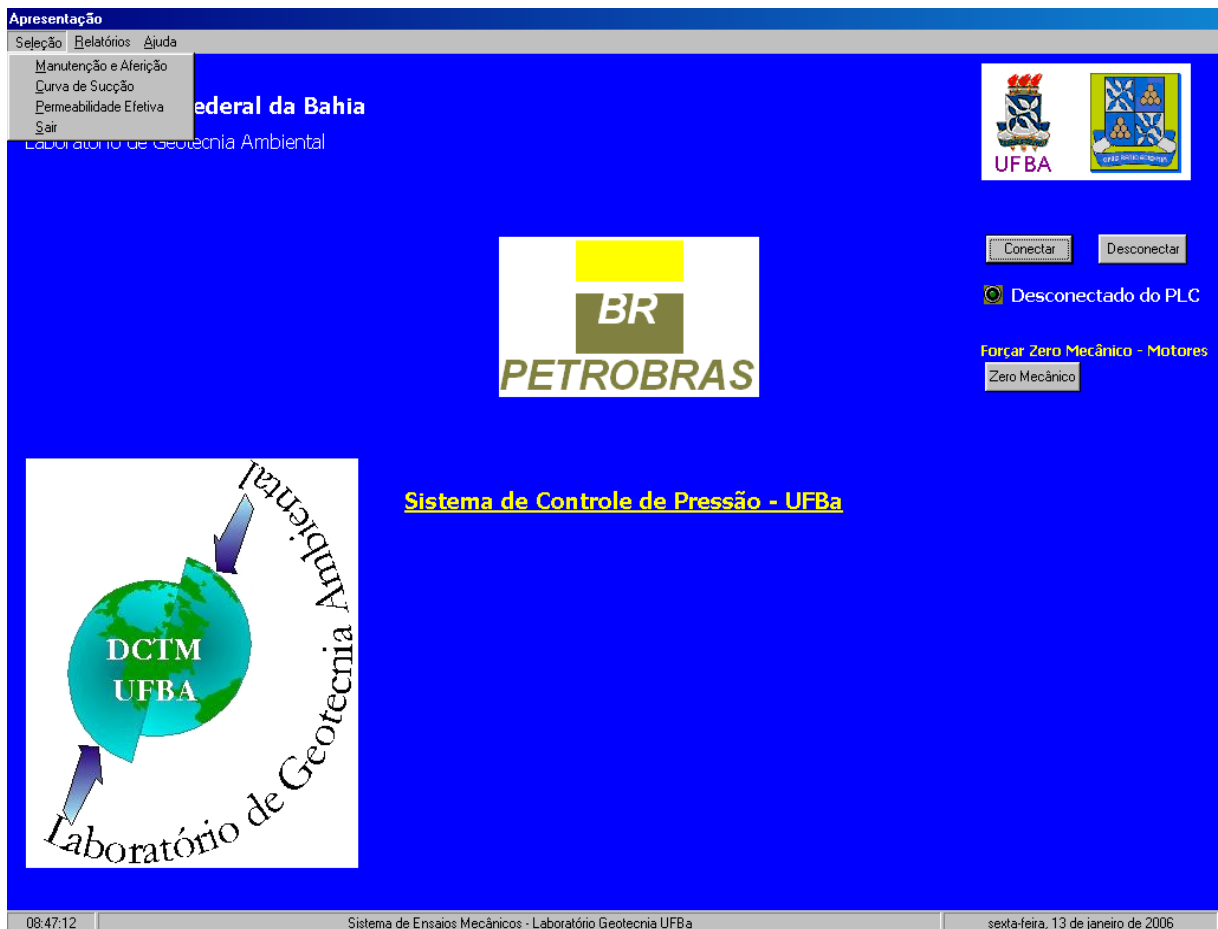 Apresentação
Seleção Relatórios Ajuda
Manutenção e Aferição
Curva de Sucção
Permeabilidade Efetiva
Sair
ederal da Bahia
Laboratório de Geotecnia Ambiental
UFBA
Conectar Desconectar
Desconectado do PLC
Forçar Zero Mecânico - Motores
Zero Mecânico
BR
PETROBRAS
Sistema de Controle de Pressão - UFBa
DCTM
UFBA
Laboratório de Geotecnia Ambiental
08:47:12 Sistema de Ensaios Mecânicos - Laboratório Geotecnia UFBa sexta-feira, 13 de janeiro de 2006